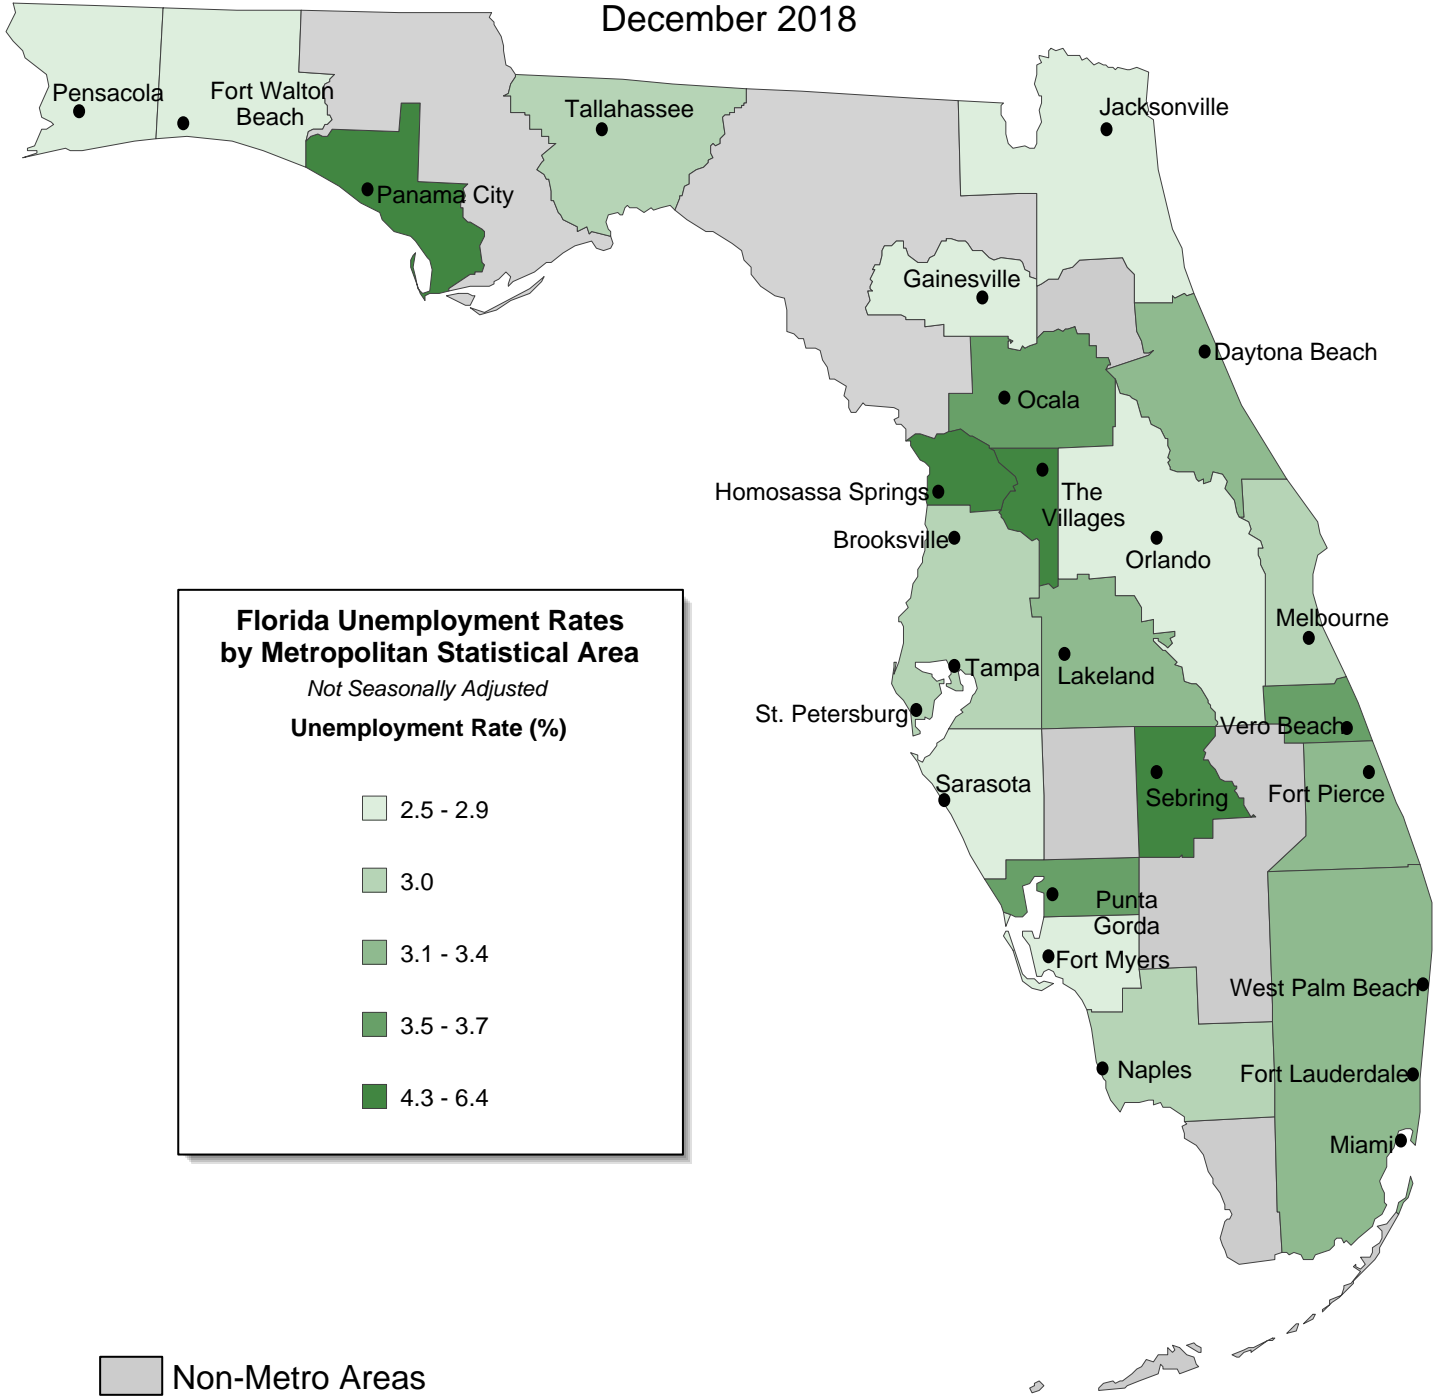 December 2018
Pensacola
Fort Walton
Beach
Tallahassee
Jacksonville
Panama City
Gainesville
Daytona Beach
Ocala
Homosassa Springs
The
Villages
Brooksville
Orlando
Florida Unemployment Rates
by Metropolitan Statistical Area
Not Seasonally Adjusted
Unemployment Rate (%)
2.5 - 2.9
3.0
3.1 - 3.4
3.5 - 3.7
4.3 - 6.4
Melbourne
Tampa
Lakeland
St. Petersburg
Vero Beach
Sarasota
Sebring
Fort Pierce
Punta
Gorda
Fort Myers
West Palm Beach
Naples
Fort Lauderdale
Miami
Non-Metro Areas